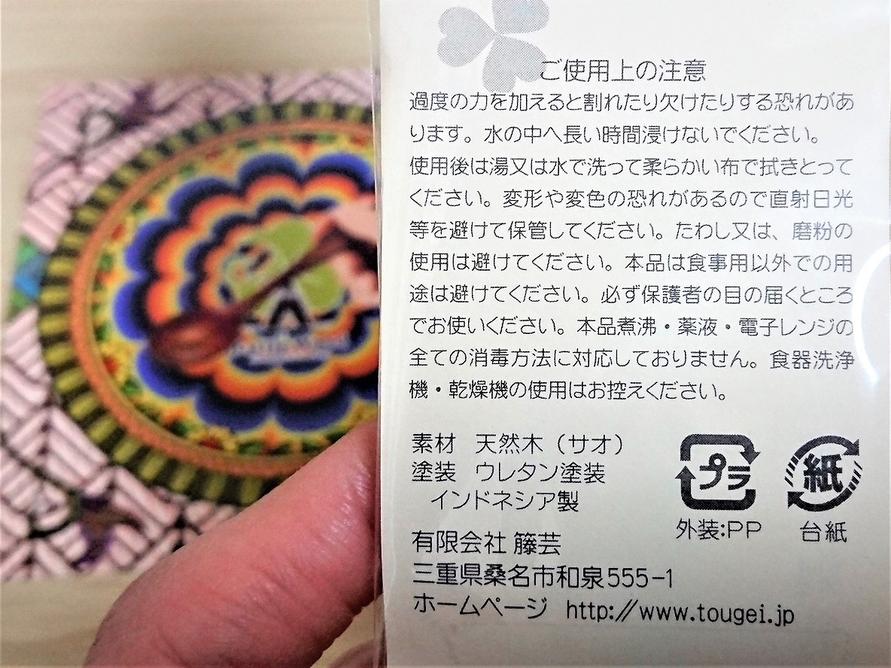 ご使用上の注意
過度の力を加えると割れたり欠けたりする恐れがあ
ります。水の中へ長い時間浸けないでください。
使用後は湯又は水で洗って柔らかい布で拭きとって
ください。変形や変色の恐れがあるので直射日光
等を避けて保管してください。たわし又は、磨粉の
使用は避けてください。本品は食事用以外での用
途は避けてください。必ず保護者の目の届くところ
でお使いください。本品煮沸・薬液・電子レンジの
全ての消毒方法に対応しておりません。食器洗浄
機・乾燥機の使用はお控えください。
素材 天然木（サオ）
塗装 ウレタン塗装
インドネシア製
プラ
外装:PP
紙
台紙
有限会社 籐芸
三重県桑名市和泉555-1
ホームページ http://www.tougei.jp